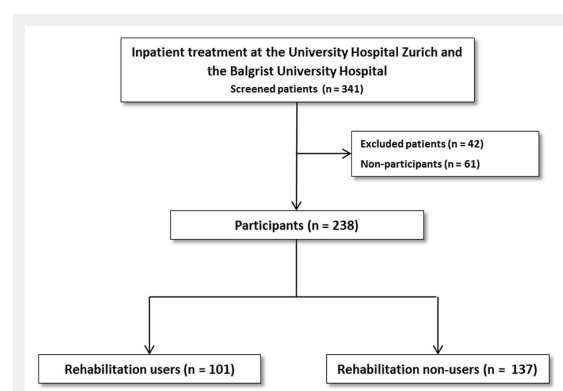 Inpatient treatment at the University Hospital Zurich and
the Balgrist University Hospital
Screened patients (n = 341)
Excluded patients (n = 42)
Non-participants (n = 61)
Participants (n = 238)
Rehabilitation users (n = 101)
Rehabilitation non-users (n = 137)